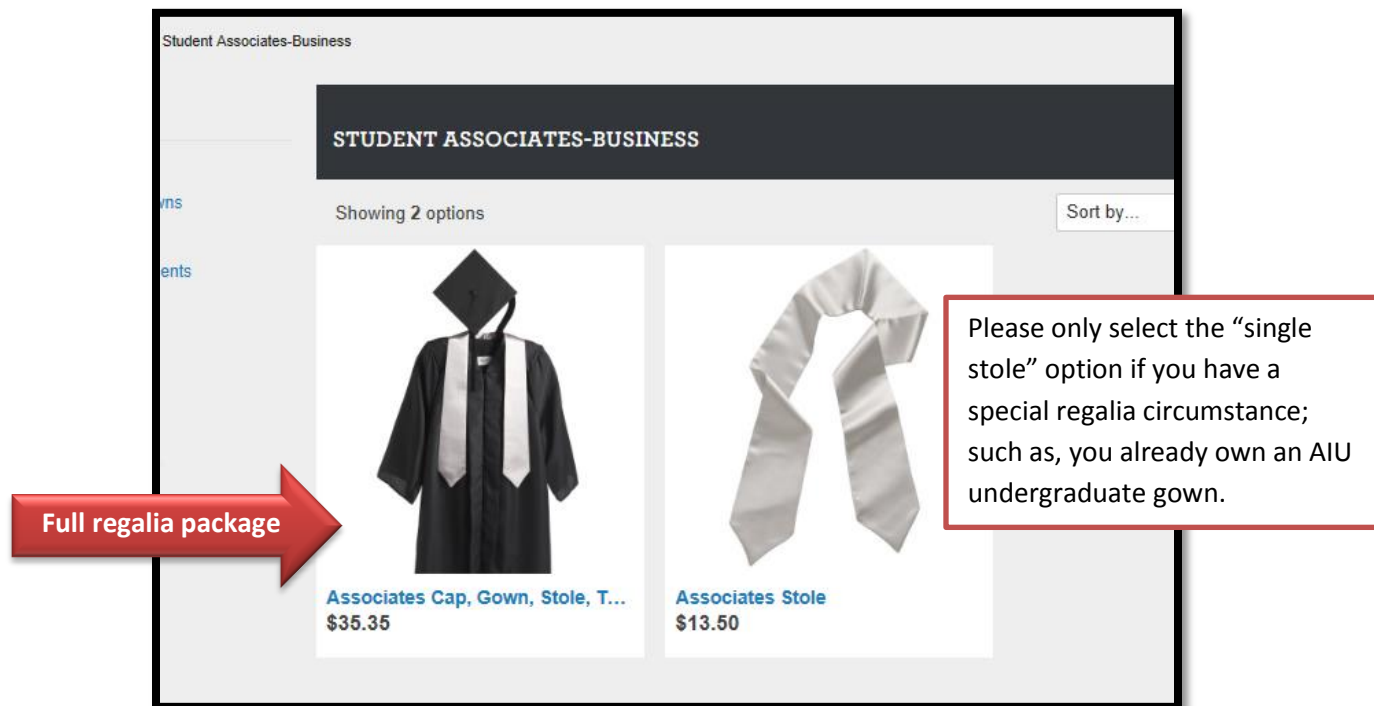 Student Associates-Business
STUDENT ASSOCIATES-BUSINESS
Showing 2 options
Sort by...
ents
Full regalia package
Associates Cap, Gown, Stole, T...
$35.35
Associates Stole
$13.50
Please only select the “single
stole” option if you have a
special regalia circumstance;
such as, you already own an AIU
undergraduate gown.